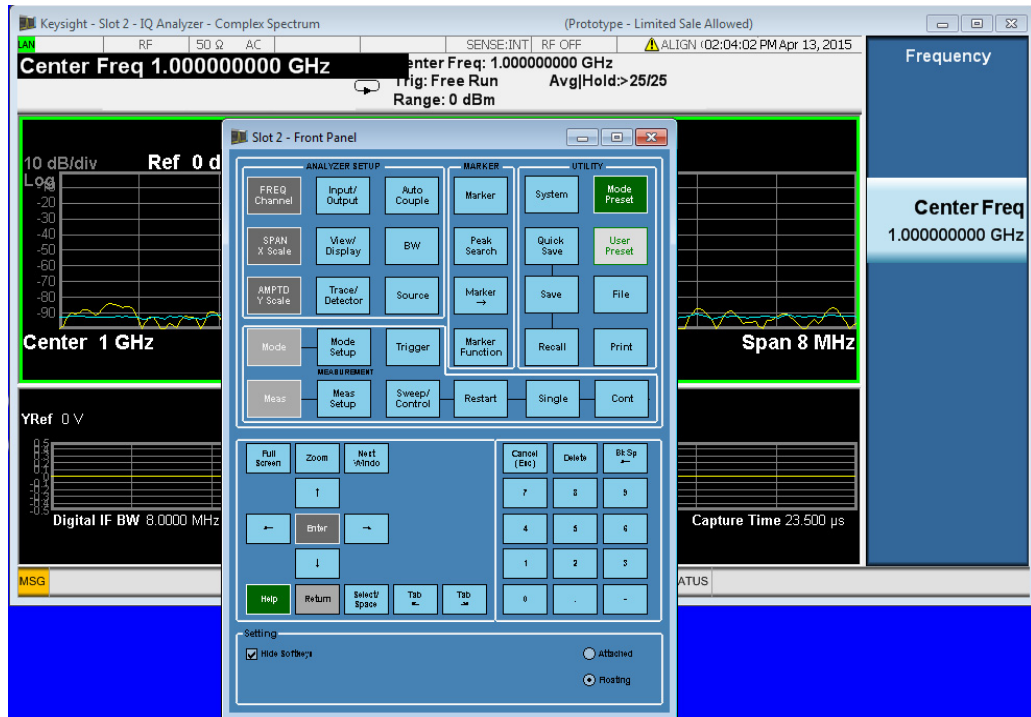 Keysight - Slot 2 - IQ Analyzer - Complex Spectrum (Prototype - Limited Sale Allowed)
LAN RF 50 Ω AC SENSE:INT RF OFF ALIGN 02:04:02 PM Apr 13, 2015
Center Freq 1.000000000 GHz
enter Freq: 1.000000000 GHz
Trig: Free Run Avg|Hold:>25/25
Range: 0 dBm
Frequency
Center Freq
1.000000000 GHz
10 dB/div Ref 0 d
Log
-20
-30
-40
-50
-60
-70
-80
-90
Center 1 GHz Span 8 MHz
YRef 0 V
0.5
-0.5
Digital IF BW 8.0000 MHz Capture Time 23.500 µs
MSG ATUS
Slot 2 - Front Panel
ANALYZER SETUP MARKER UTILITY
FREQ Channel
Input/ Output
Auto Couple
Marker
System
Mode Preset
SPAN X Scale
View/ Display
BW
Peak Search
Quick Save
User Preset
AMPTD Y Scale
Trace/ Detector
Source
Marker →
Save
File
Mode
Mode Setup
Trigger
Marker Function
Recall
Print
MEASUREMENT
Meas
Meas Setup
Sweep/ Control
Restart
Single
Cont
Full Screen
Zoom
Next Windo
Cancel (Esc)
Delete
Bk Sp ←
↑
7 8 9
← Enter →
4 5 6
↓
1 2 3
Help
Return
Select/ Space
Tab
Tab
0 . -
Setting
Hide Softkeys
Attached
Floating